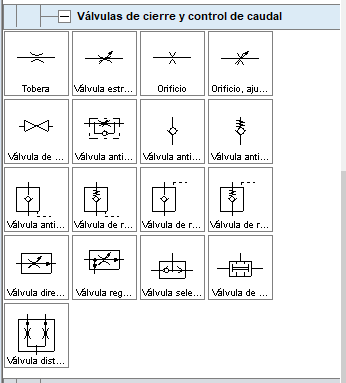 Válvulas de cierre y control de caudal
Tobera
Válvula estr...
Orificio
Orificio, aju...
Válvula de ...
Válvula anti...
Válvula anti...
Válvula anti...
Válvula anti...
Válvula de r...
Válvula de r...
Válvula de r...
Válvula dire...
Válvula reg...
Válvula sele...
Válvula de ...
Válvula dist...